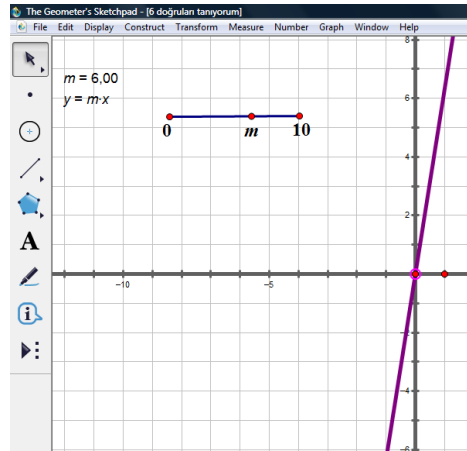 The Geometer's Sketchpad - [6 doğruları tanıyorum]
File Edit Display Construct Transform Measure Number Graph Window Help
m = 6,00
y = m·x
0 m 10
A
i
8
6
4
2
-10 -5
-2
-4
-6